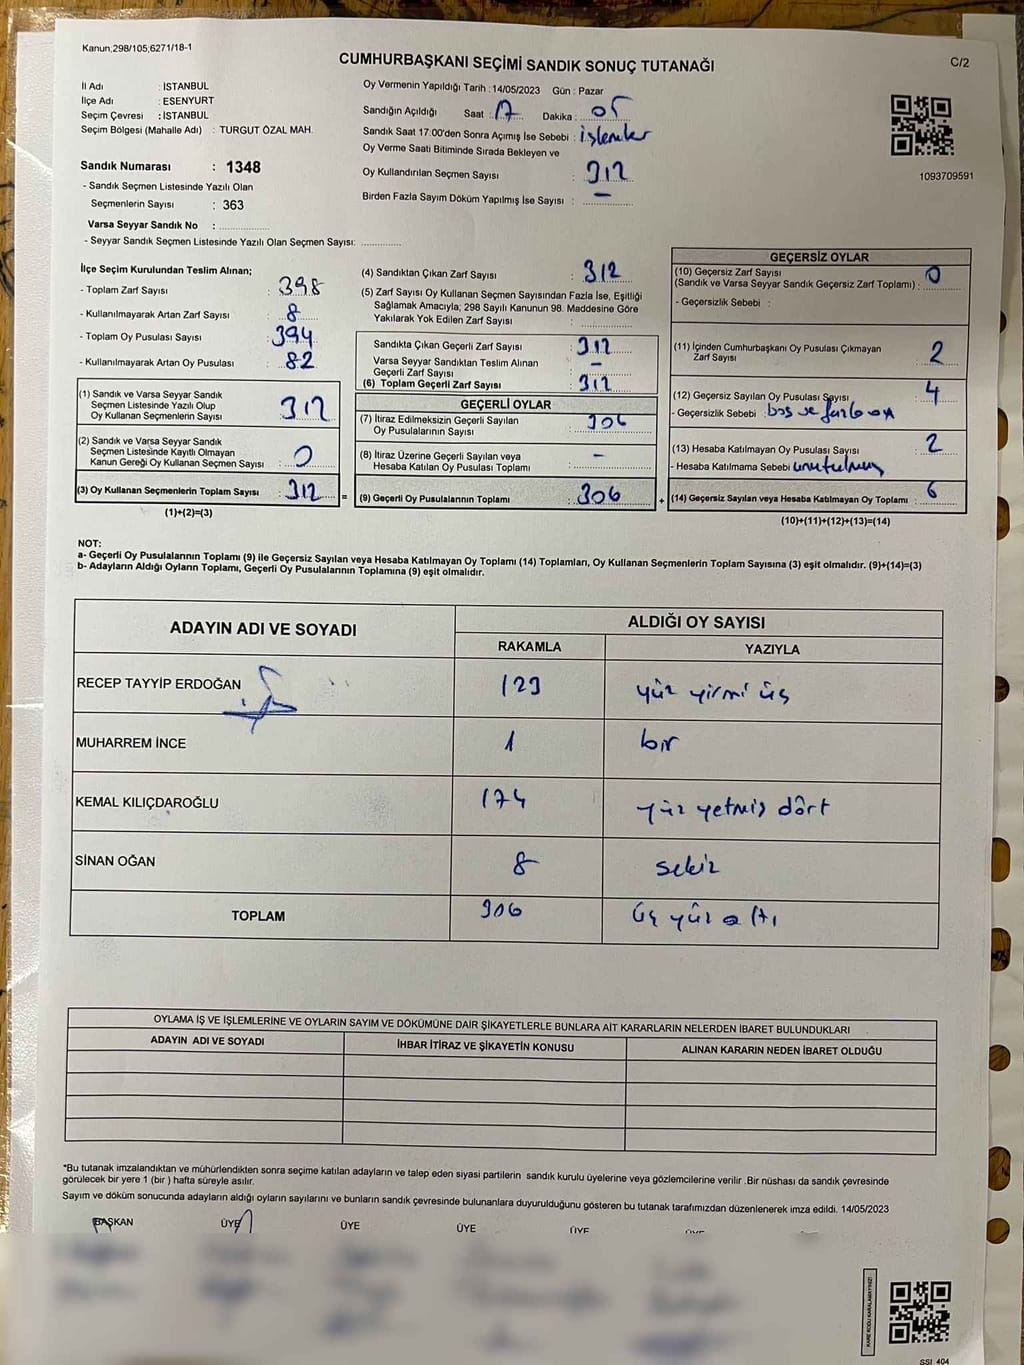 Kanun,298/105,6271/18-1
CUMHURBAŞKANI SEÇİMİ SANDIK SONUÇ TUTANAĞI
C/2
İl Adı : İSTANBUL
İlçe Adı : ESENYURT
Seçim Çevresi : İSTANBUL
Seçim Bölgesi (Mahalle Adı) : TURGUT ÖZAL MAH.
Oy Vermenin Yapıldığı Tarih : 14/05/2023 Gün : Pazar
Sandığın Açıldığı Saat : 17 Dakika : 05
Sandık Saat 17:00'den Sonra Açımış İse Sebebi : işlemler
Oy Verme Saati Bitiminde Sırada Bekleyen ve
Oy Kullandırılan Seçmen Sayısı : 312
Birden Fazla Sayım Döküm Yapılmış İse Sayısı : —
1093709591
Sandık Numarası : 1348
- Sandık Seçmen Listesinde Yazılı Olan
Seçmenlerin Sayısı : 363
Varsa Seyyar Sandık No :
- Seyyar Sandık Seçmen Listesinde Yazılı Olan Seçmen Sayısı:
İlçe Seçim Kurulundan Teslim Alınan;
- Toplam Zarf Sayısı : 398
- Kullanılmayarak Artan Zarf Sayısı : 8
- Toplom Oy Pusulası Sayısı : 394
- Kullanılmayarak Artan Oy Pusulası : 82
(1) Sandık ve Varsa Seyyar Sandık
Seçmen Listesinde Yazılı Olup
Oy Kullanan Seçmenlerin Sayısı : 312
(2) Sandık ve Varsa Seyyar Sandık
Seçmen Listesinde Kayıtlı Olmayan
Kanun Gereği Oy Kullanan Seçmen Sayısı : 0
(3) Oy Kullanan Seçmenlerin Toplam Sayısı : 312 =
(1)+(2)=(3)
(4) Sandıktan Çıkan Zarf Sayısı : 312
(5) Zarf Sayısı Oy Kullanan Seçmen Sayısından Fazla İse, Eşitliği
Sağlamak Amacıyla; 298 Sayılı Kanunun 98. Maddesine Göre
Yakılarak Yok Edilen Zarf Sayısı :
Sandıkta Çıkan Geçerli Zarf Sayısı : 312
Varsa Seyyar Sandıktan Teslim Alınan
Geçerli Zarf Sayısı : —
(6) Toplam Geçerli Zarf Sayısı : 312
GEÇERLİ OYLAR
(7) İtiraz Edilmeksizin Geçerli Sayılan
Oy Pusulalarının Sayısı : 306
(8) İtiraz Üzerine Geçerli Sayılan veya
Hesaba Katılan Oy Pusulası Toplamı : —
(9) Geçerli Oy Pusulalarının Toplamı : 306 +
GEÇERSİZ OYLAR
(10) Geçersiz Zarf Sayısı
(Sandık ve Varsa Seyyar Sandık Geçersiz Zarf Toplamı) : 0
- Geçersizlik Sebebi :
(11) İçinden Cumhurbaşkanı Oy Pusulası Çıkmayan
Zarf Sayısı : 2
(12) Geçersiz Sayılan Oy Pusulası Sayısı : 4
- Geçersizlik Sebebi : boş ve fazla oy
(13) Hesaba Katılmayan Oy Pusulası Sayısı : 2
- Hesaba Katılmama Sebebi : unutulmuş
(14) Geçersiz Sayılan veya Hesaba Katılmayan Oy Toplamı : 6
(10)+(11)+(12)+(13)=(14)
NOT:
a- Geçerli Oy Pusulalarının Toplamı (9) ile Geçersiz Sayılan veya Hesaba Katılmayan Oy Toplamı (14) Toplamları, Oy Kullanan Seçmenlerin Toplam Sayısına (3) eşit olmalıdır. (9)+(14)=(3)
b- Adayların Aldığı Oyların Toplamı, Geçerli Oy Pusulalarının Toplamına (9) eşit olmalıdır.
ADAYIN ADI VE SOYADI
ALDIĞI OY SAYISI
RAKAMLA YAZIYLA
RECEP TAYYİP ERDOĞAN 123 yüz yirmi üç
MUHARREM İNCE 1 bir
KEMAL KILIÇDAROĞLU 174 yüz yetmiş dört
SİNAN OĞAN 8 sekiz
TOPLAM 306 üç yüz altı
OYLAMA İŞ VE İŞLEMLERİNE VE OYLARIN SAYIM VE DÖKÜMÜNE DAİR ŞİKAYETLERLE BUNLARA AİT KARARLARIN NELERDEN İBARET BULUNDUKLARI
ADAYIN ADI VE SOYADI İHBAR İTİRAZ VE ŞİKAYETİN KONUSU ALINAN KARARIN NEDEN İBARET OLDUĞU
*Bu tutanak imzalandıktan ve mühürlendikten sonra seçime katılan adayların ve talep eden siyasi partilerin sandık kurulu üyelerine veya gözlemcilerine verilir .Bir nüshası da sandık çevresinde
görülecek bir yere 1 (bir ) hafta süreyle asılır.
Sayım ve döküm sonucunda adayların aldığı oyların sayılarını ve bunların sandık çevresinde bulunanlara duyurulduğunu gösteren bu tutanak tarafımızdan düzenlenerek imza edildi. 14/05/2023
BAŞKAN ÜYE ÜYE ÜYE ÜYE ÜYE
KARE KODU KARALAMAYINIZ!
SSI_404